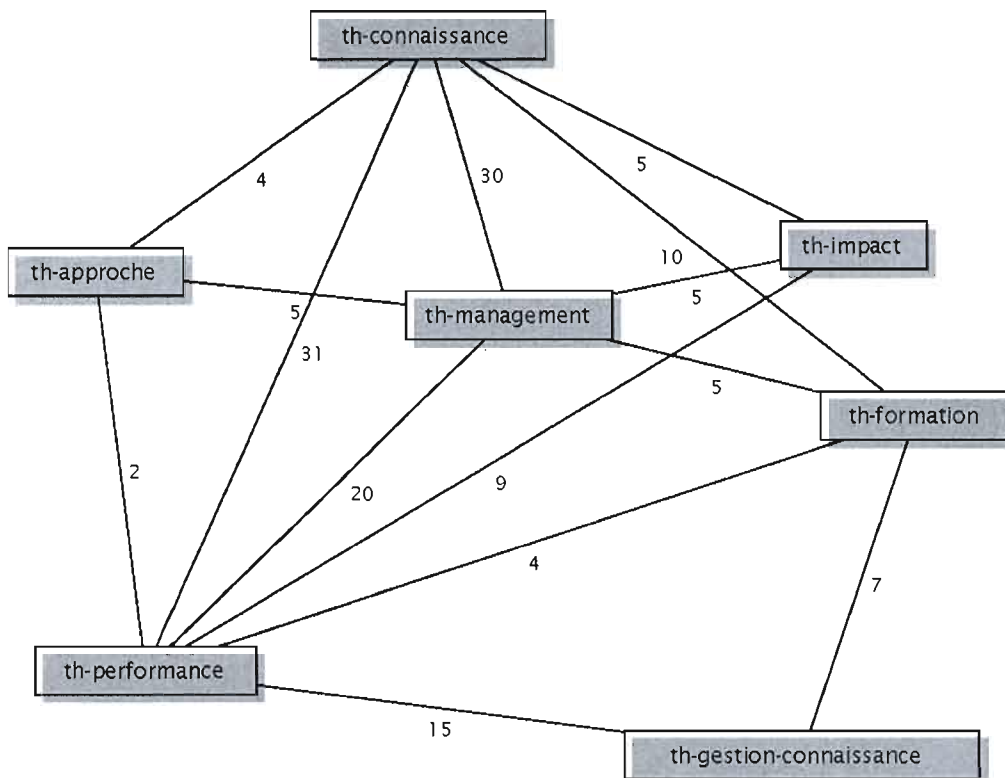 th-connaissance
4
30
5
th-impact
th-approche
10
5
th-management
5
31
5
th-formation
2
20
9
4
7
th-performance
15
th-gestion-connaissance